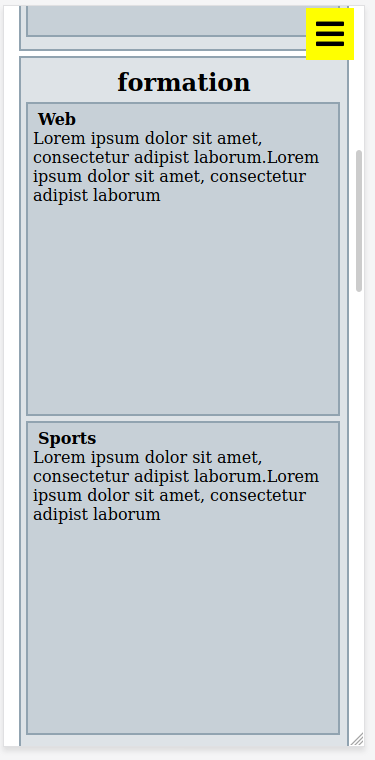 formation
Web
Lorem ipsum dolor sit amet,
consectetur adipist laborum.Lorem
ipsum dolor sit amet, consectetur
adipist laborum
Sports
Lorem ipsum dolor sit amet,
consectetur adipist laborum.Lorem
ipsum dolor sit amet, consectetur
adipist laborum